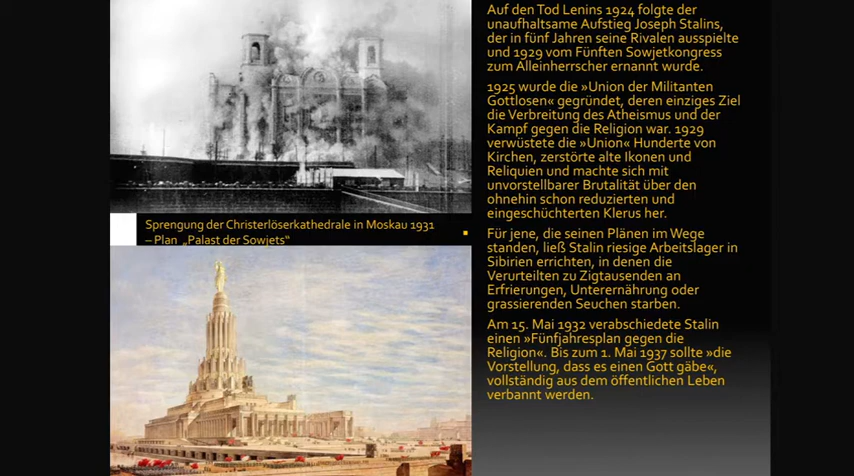 Auf den Tod Lenins 1924 folgte der
unaufhaltsame Aufstieg Joseph Stalins,
der in fünf Jahren seine Rivalen ausspielte
und 1929 vom Fünften Sowjetkongress
zum Alleinherrscher ernannt wurde.
1925 wurde die »Union der Militanten
Gottlosen« gegründet, deren einziges Ziel
die Verbreitung des Atheismus und der
Kampf gegen die Religion war. 1929
verwüstete die »Union« Hunderte von
Kirchen, zerstörte alte Ikonen und
Reliquien und machte sich mit
unvorstellbarer Brutalität über den
ohnehin schon reduzierten und
eingeschüchterten Klerus her.
Für jene, die seinen Plänen im Wege
standen, ließ Stalin riesige Arbeitslager in
Sibirien errichten, in denen die
Verurteilten zu Zigtausenden an
Erfrierungen, Unterernährung oder
grassierenden Seuchen starben.
Am 15. Mai 1932 verabschiedete Stalin
einen »Fünfjahresplan gegen die
Religion«. Bis zum 1. Mai 1937 sollte »die
Vorstellung, dass es einen Gott gäbe«,
vollständig aus dem öffentlichen Leben
verbannt werden.
Sprengung der Christerlöserkathedrale in Moskau 1931
– Plan „Palast der Sowjets"